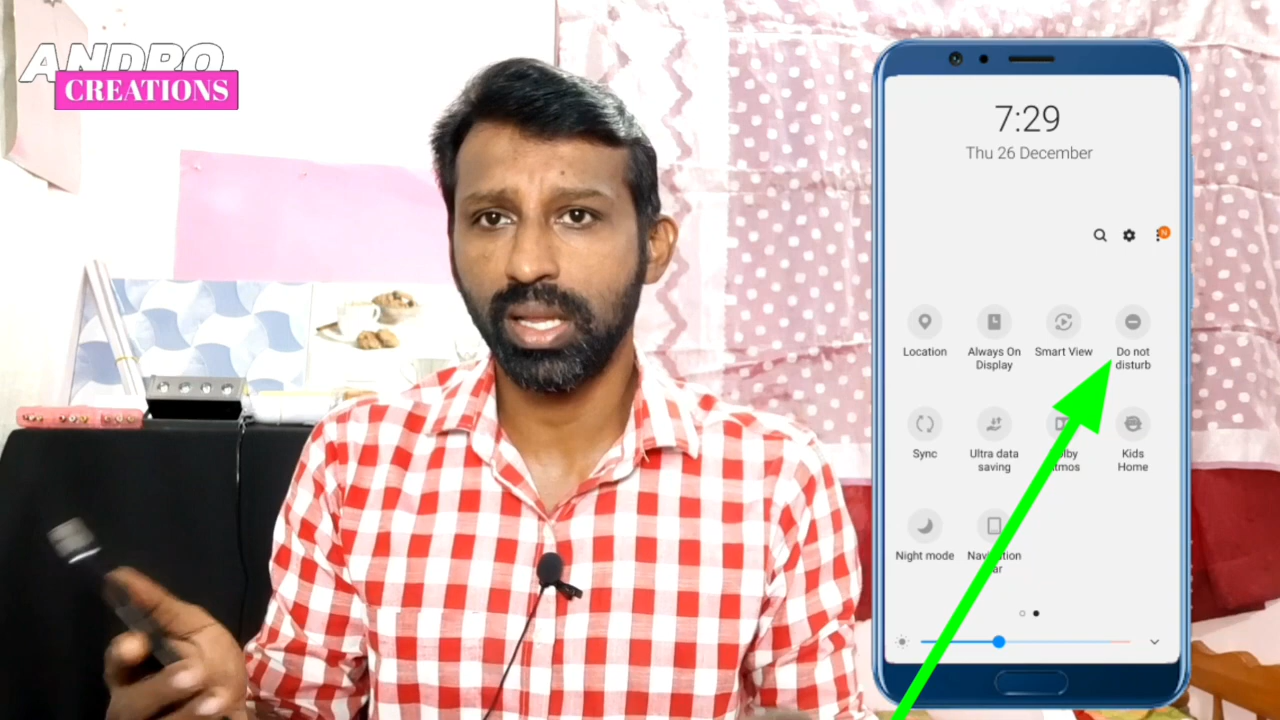 ANDRO
CREATIONS
7:29
Thu 26 December
N
Location
Always On
Display
Smart View
Do not
disturb
Sync
Ultra data
saving
Kids
Home
Night mode